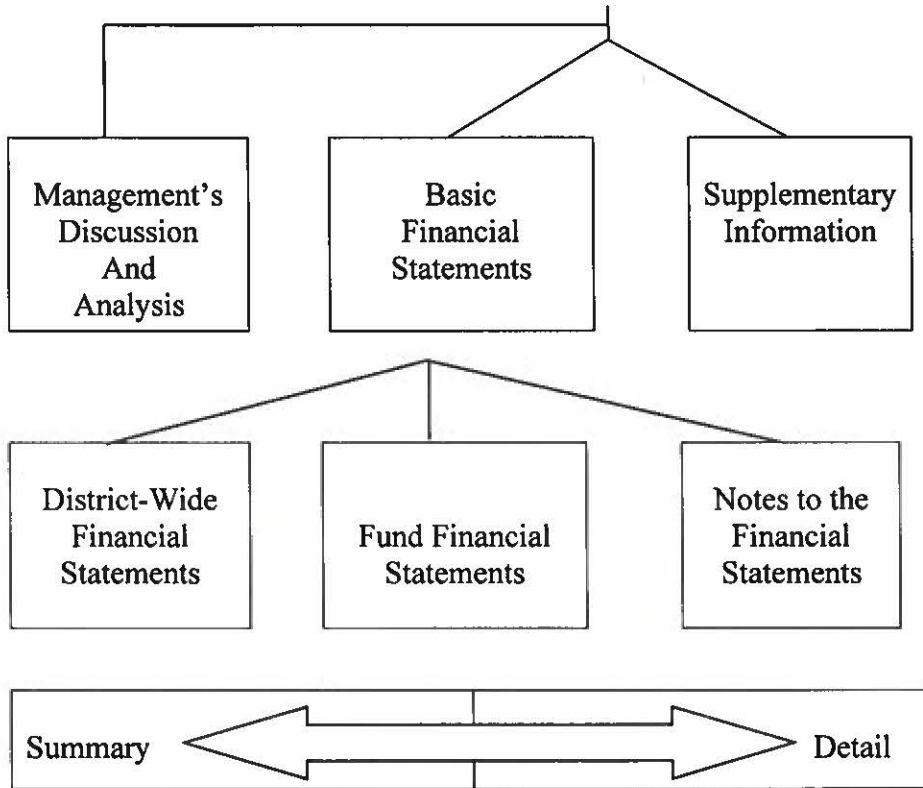 Management's
Discussion
And
Analysis
Basic
Financial
Statements
Supplementary
Information
District-Wide
Financial
Statements
Fund Financial
Statements
Notes to the
Financial
Statements
Summary
Detail